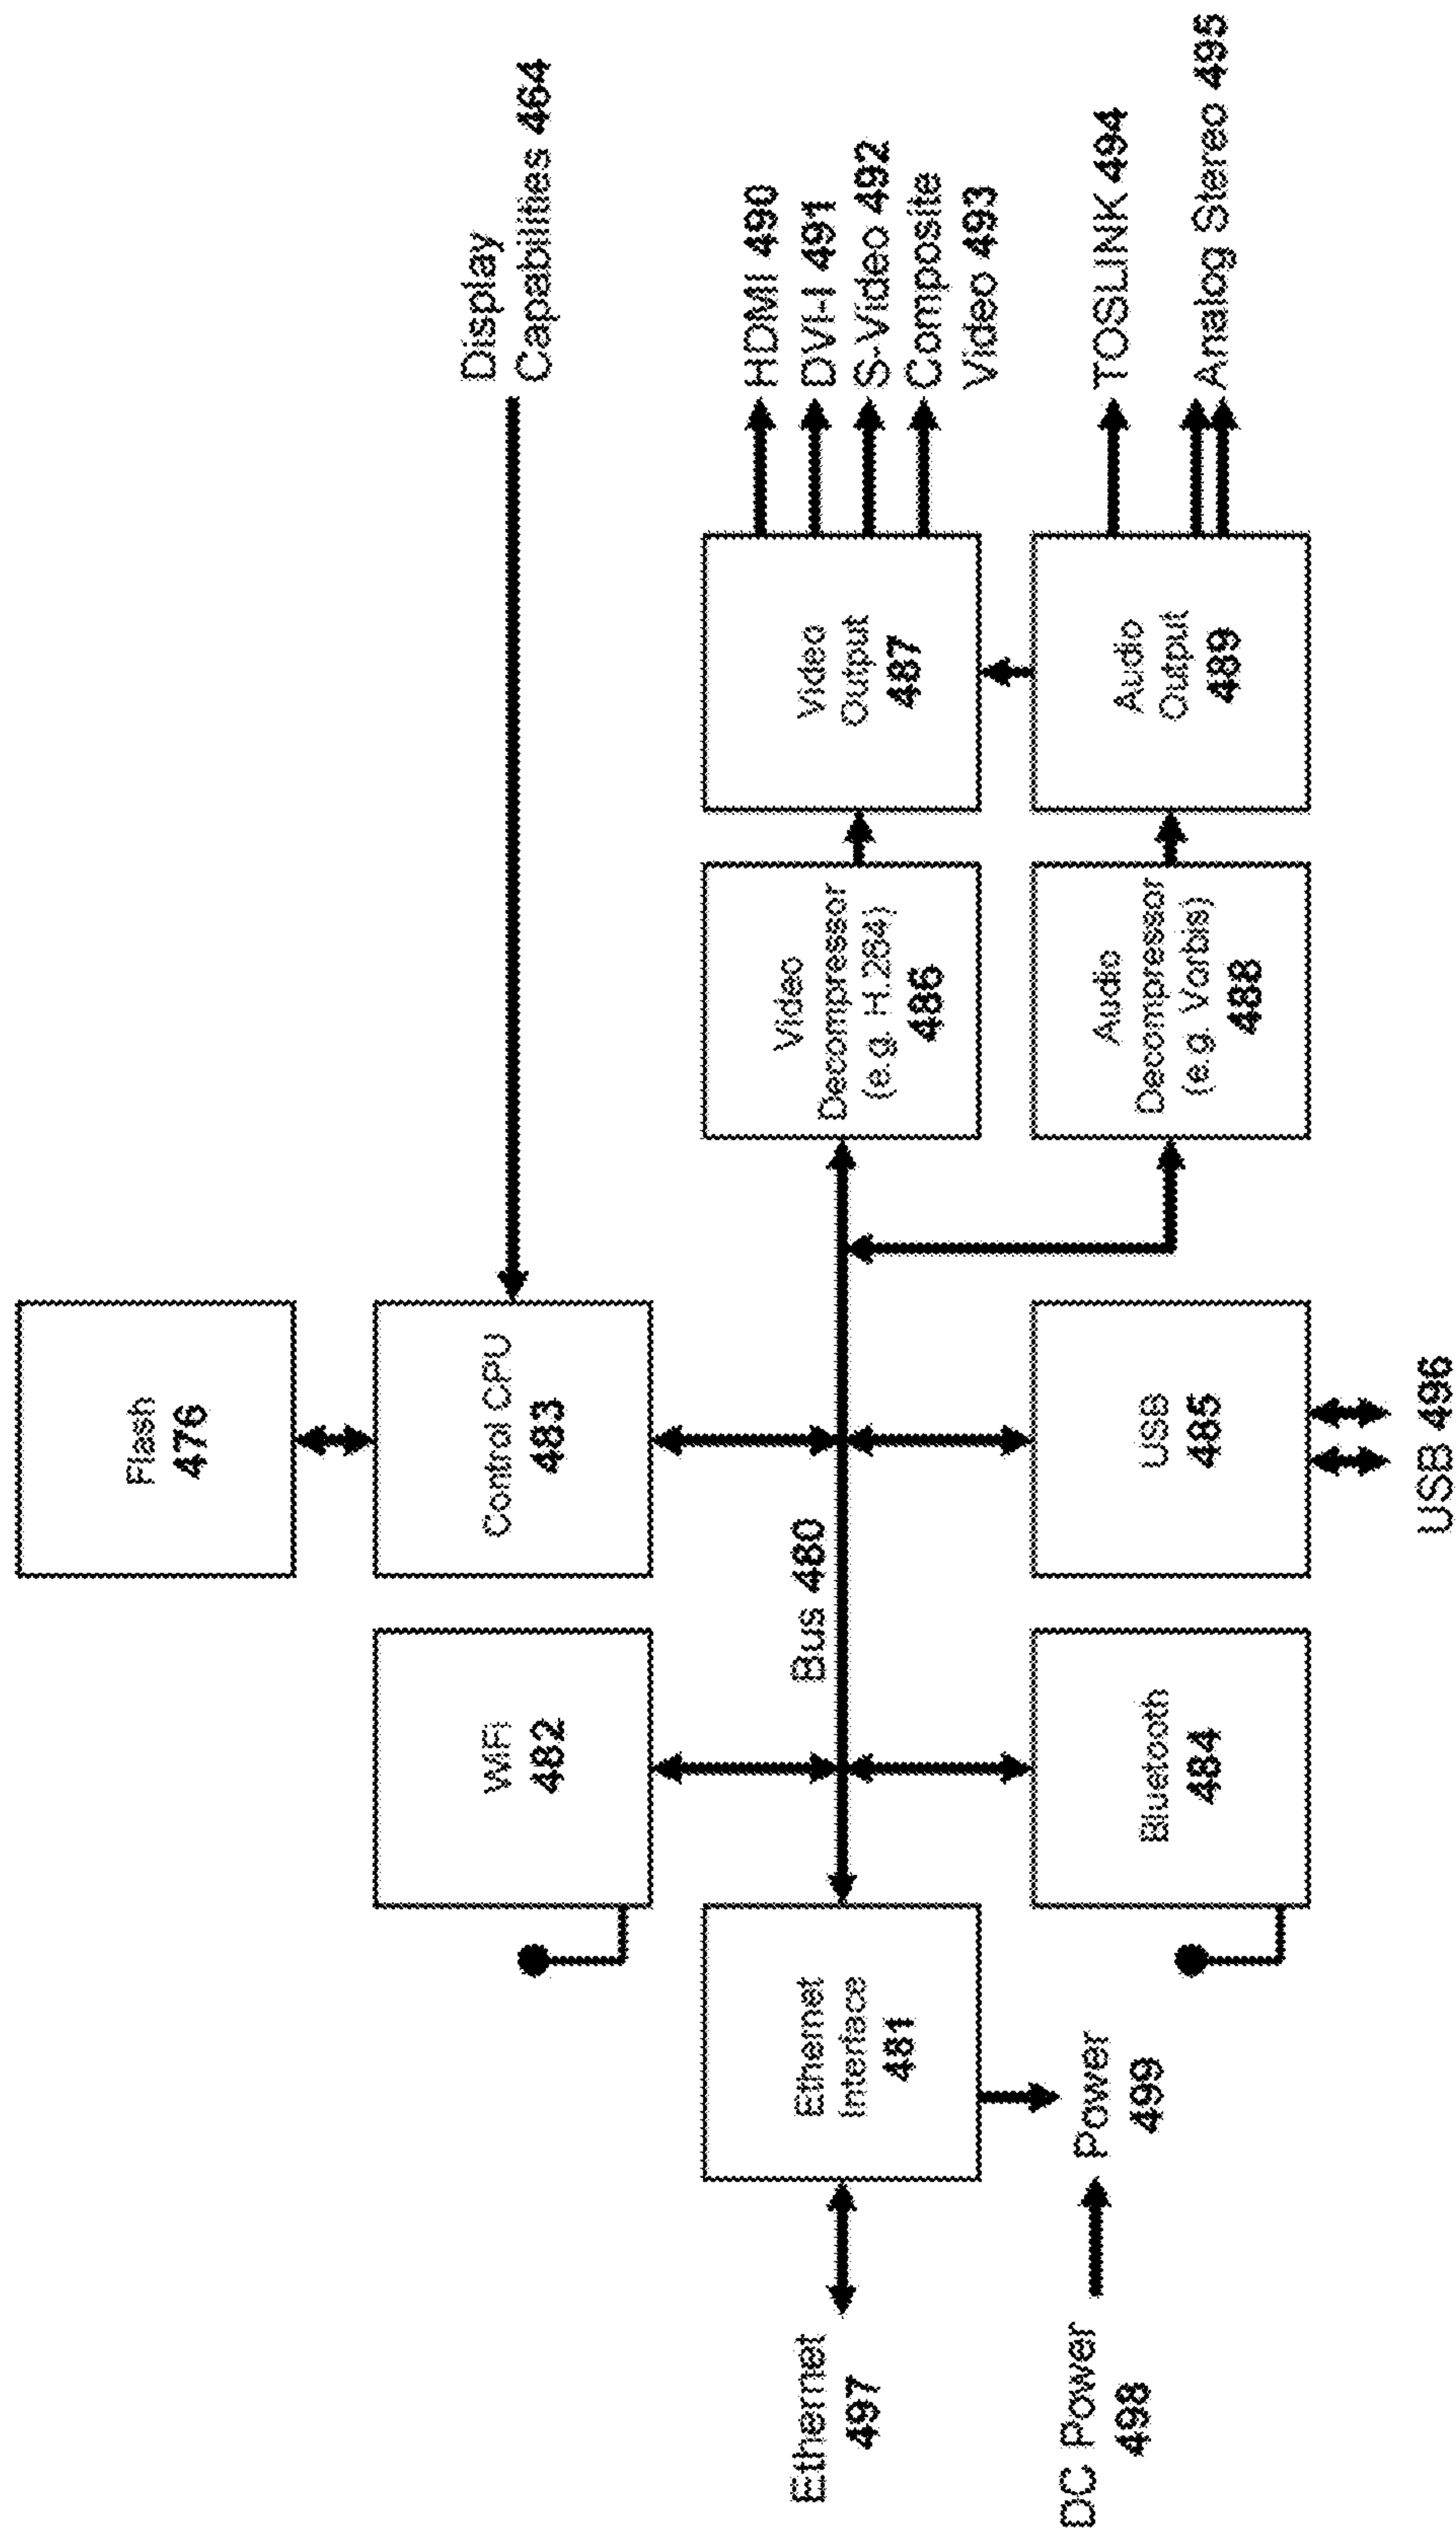 Flash
476
Display
Capabilities 464
WiFi
482
Control CPU
483
Bus 480
Ethernet
497
Ethernet
Interface
481
Video
Decompressor
(e.g. H.264)
486
Video
Output
487
HDMI 490
DVI-I 491
S-Video 492
Composite
Video 493
DC Power
498
Power
499
Bluetooth
484
USB
485
Audio
Decompressor
(e.g. Vorbis)
488
Audio
Output
489
TOSLINK 494
Analog Stereo 495
USB 496